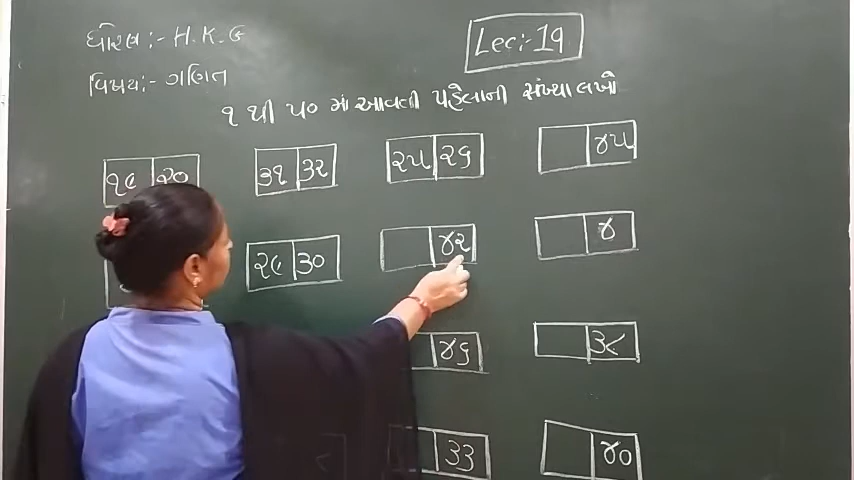 ધોરણ :- H.K.G
Lec:- 19
વિષય:- ગણિત
૧ થી ૫૦ માં આવતી પહેલાની સંખ્યા લખો
૧૯ ૨૦ ૩૧ ૩૨ ૨૫ ૨૬ ૪૫
૨૯ ૩૦ ૪૨ ૪
૪૬
૩૩ ૪૦